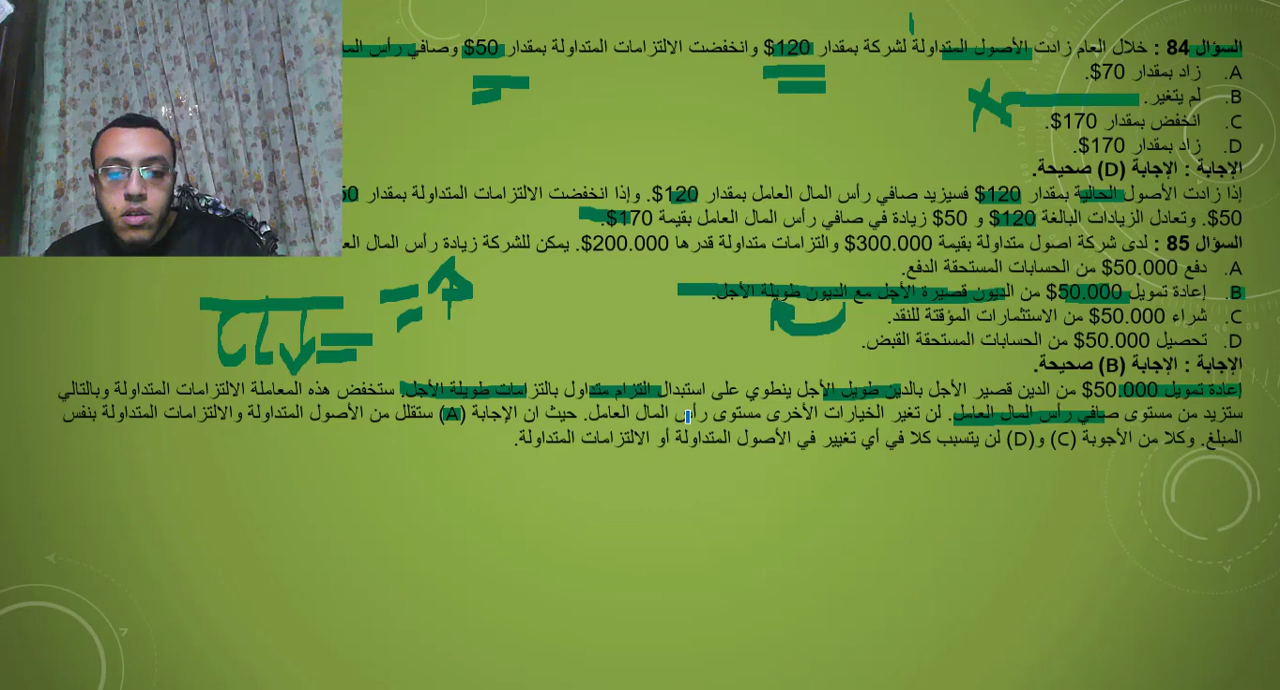 السؤال 84 : خلال العام زادت الأصول المتداولة لشركة بمقدار 120$ وانخفضت الالتزامات المتداولة بمقدار 50$ وصافي رأس
A. زاد بمقدار 70$.
B. لم يتغير.
C. انخفض بمقدار 170$.
D. زاد بمقدار 170$.
الإجابة : الإجابة (D) صحيحة.
إذا زادت الأصول الحالية بمقدار 120$ فسيزيد صافي رأس المال العامل بمقدار 120$. وإذا انخفضت الالتزامات المتداولة بمقدار
50$. وتعادل الزيادات البالغة 120$ و 50$ زيادة في صافي رأس المال العامل بقيمة 170$.
السؤال 85 : لدى شركة اصول متداولة بقيمة 300.000$ والتزامات متداولة قدرها 200.000$. يمكن للشركة زيادة رأس المال
A. دفع 50.000$ من الحسابات المستحقة الدفع.
B. إعادة تمويل 50.000$ من الديون قصيرة الأجل مع الديون طويلة الأجل.
C. شراء 50.000$ من الاستثمارات المؤقتة للنقد.
D. تحصيل 50.000$ من الحسابات المستحقة القبض.
الإجابة : الإجابة (B) صحيحة.
إعادة تمويل 50.000$ من الدين قصير الأجل بالدين طويل الأجل ينطوي على استبدال التزام متداول بالتزامات طويلة الأجل. ستخفض هذه المعاملة الالتزامات المتداولة وبالتالي
ستزيد من مستوى صافي رأس المال العامل. لن تغير الخيارات الأخرى مستوى رأس المال العامل. حيث ان الإجابة (A) ستقلل من الأصول المتداولة والالتزامات المتداولة بنفس
المبلغ. وكلا من الأجوبة (C) و(D) لن يتسبب كلا في أي تغيير في الأصول المتداولة أو الالتزامات المتداولة.